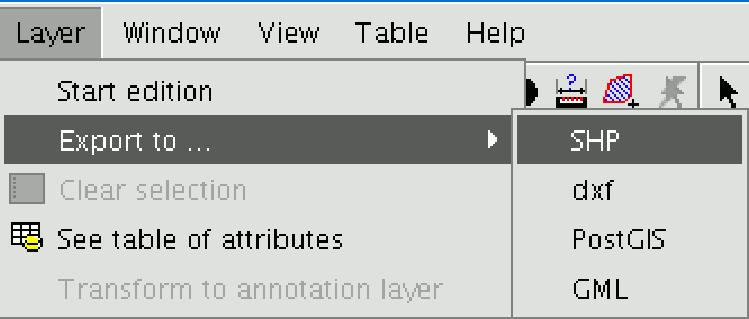 Layer Window View Table Help
Start edition
Export to ...
Clear selection
See table of attributes
Transform to annotation layer
SHP
dxf
PostGIS
GML